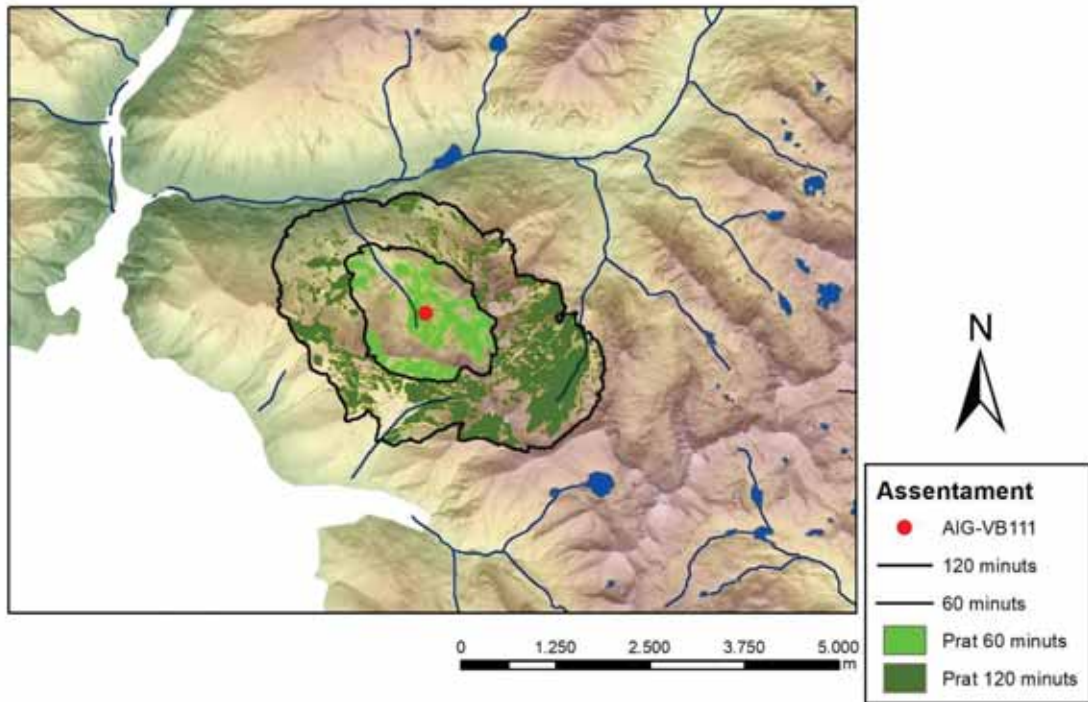 N
Assentament
AIG-VB111
120 minuts
60 minuts
Prat 60 minuts
Prat 120 minuts
0 1.250 2.500 3.750 5.000
m